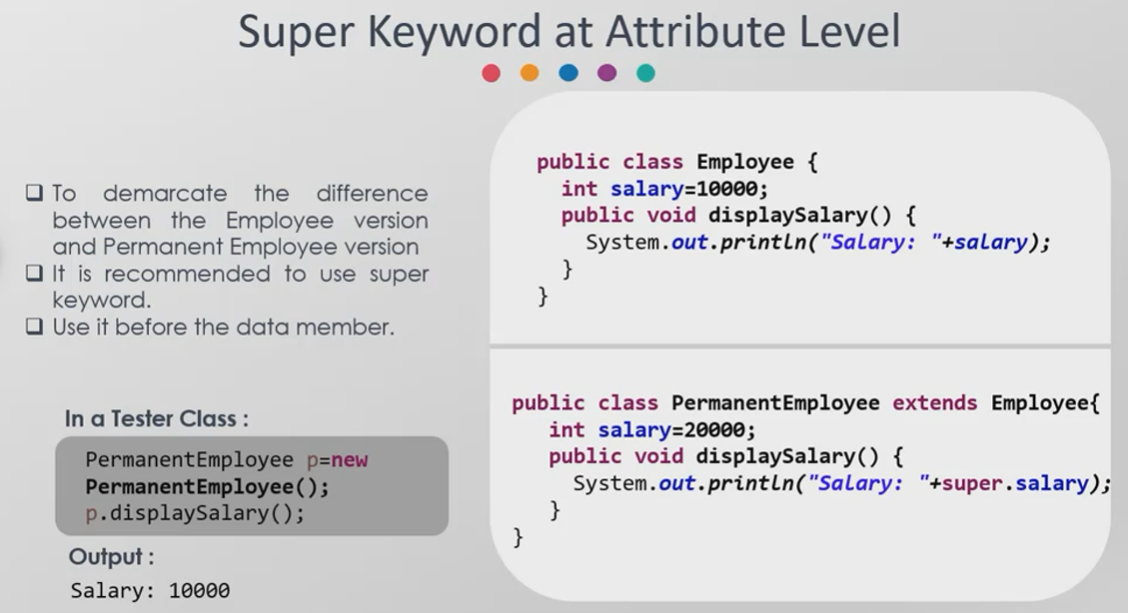 Super Keyword at Attribute Level
❑ To demarcate the difference
between the Employee version
and Permanent Employee version
❑ It is recommended to use super
keyword.
❑ Use it before the data member.
In a Tester Class :
PermanentEmployee p=new
PermanentEmployee();
p.displaySalary();
Output :
Salary: 10000
public class Employee {
int salary=10000;
public void displaySalary() {
System.out.println("Salary: "+salary);
}
}
public class PermanentEmployee extends Employee{
int salary=20000;
public void displaySalary() {
System.out.println("Salary: "+super.salary);
}
}